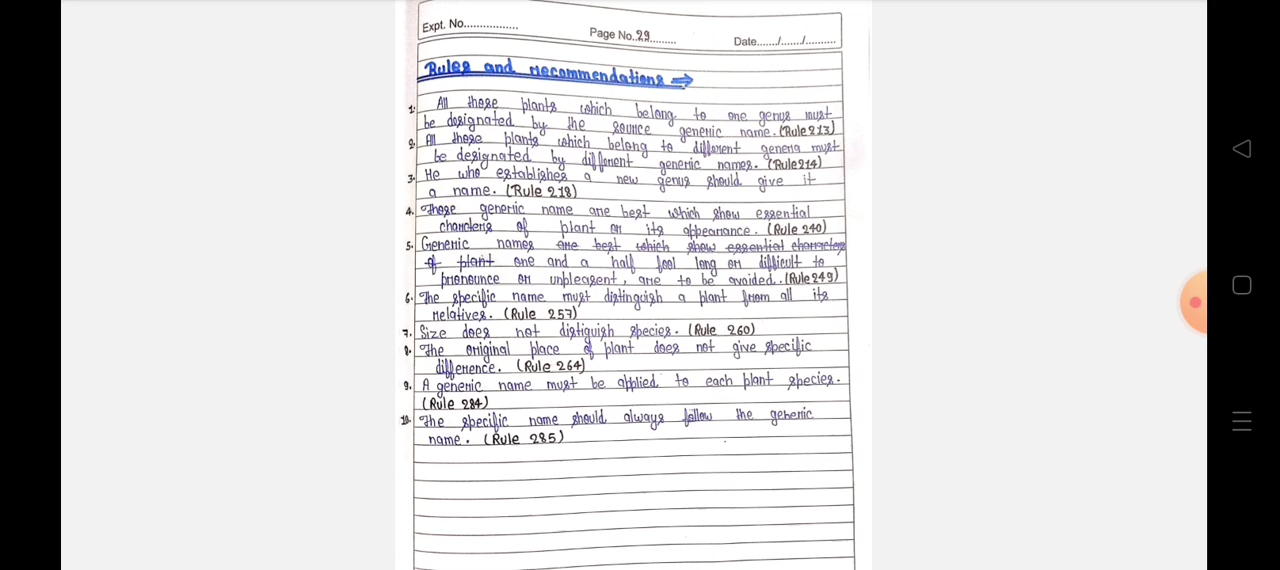 Expt. No.................
Page No..29.........
Date......./......./..........
Rules and recommendations ⇒
1. All those plants which belong to one genus must
be designated by the sounce generic name. (Rule 213)
2. All those plants which belong to different genera must
be designated by different generic names. (Rule 214)
3. He who establishes a new genus should give it
a name. (Rule 218)
4. Those generic name are best which show essential
characters of plant or its appearance. (Rule 240)
5. Generic names are best which show essential characters
of plant one and a half fool long or difficult to
pronounce or unpleasent, are to be avoided. (Rule 249)
6. The specific name must distinguish a plant from all its
relatives. (Rule 257)
7. Size does not distiguish species. (Rule 260)
8. The original place of plant does not give specific
difference. (Rule 264)
9. A generic name must be applied to each plant species.
(Rule 284)
10. The specific name should always follow the generic
name. (Rule 285)